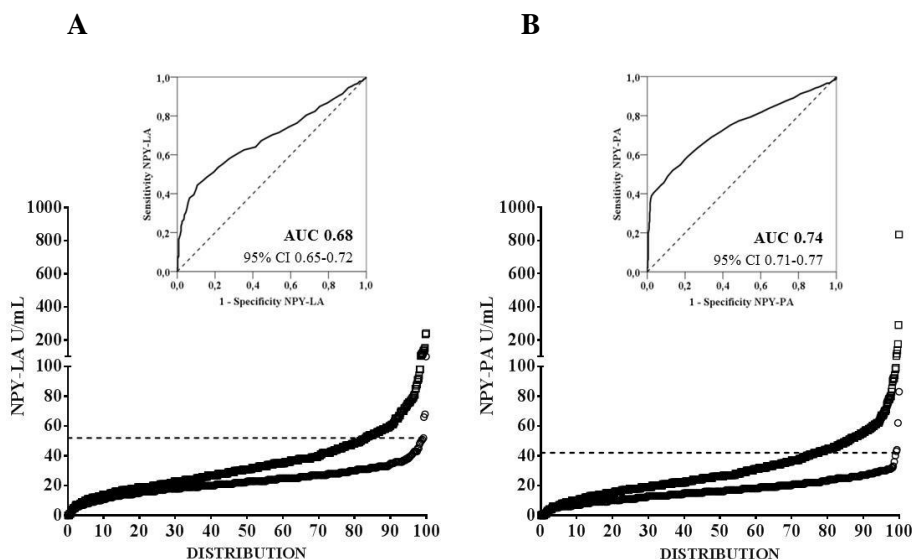 A
B
1,0
0,8
0,6
0,4
0,2
0,0
Sensitivity NPY-LA
AUC 0.68
95% CI 0.65-0.72
0,0 0,2 0,4 0,6 0,8 1,0
1 - Specificity NPY-LA
1,0
0,8
0,6
0,4
0,2
0,0
Sensitivity NPY-PA
AUC 0.74
95% CI 0.71-0.77
0,0 0,2 0,4 0,6 0,8 1,0
1 - Specificity NPY-PA
1000
800
600
400
200
100
80
60
40
20
0
NPY-LA U/mL
0 10 20 30 40 50 60 70 80 90 100
DISTRIBUTION
1000
800
600
400
200
100
80
60
40
20
0
NPY-PA U/mL
0 10 20 30 40 50 60 70 80 90 100
DISTRIBUTION